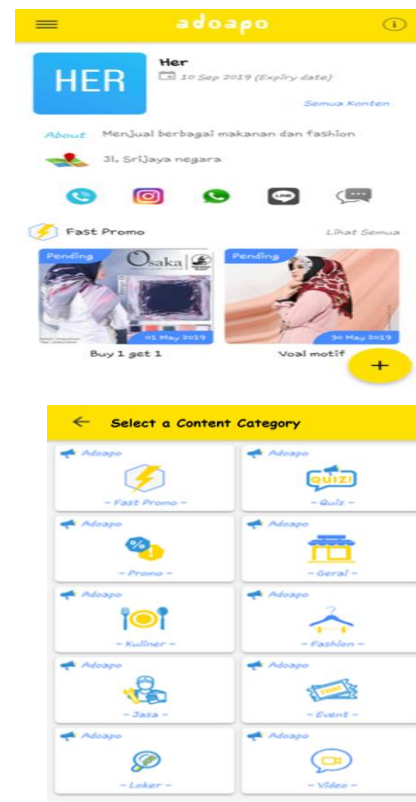 adoapo
HER
Her
10 Sep 2019 (Expiry date)
Semua Konten
About Menjual berbagai makanan dan fashion
Jl. Srijaya negara
LINE
Fast Promo
Lihat Semua
Pending
Osaka
01 May 2019
Buy 1 get 1
Pending
30 May 2019
Voal motif
+
Select a Content Category
Adoapo
~ Fast Promo ~
Adoapo
QUIZ!
~ Quiz ~
Adoapo
~ Promo ~
Adoapo
~ Gerai ~
Adoapo
~ Kuliner ~
Adoapo
~ Fashion ~
Adoapo
~ Jasa ~
Adoapo
EVENT
~ Event ~
Adoapo
~ Loker ~
Adoapo
~ Video ~